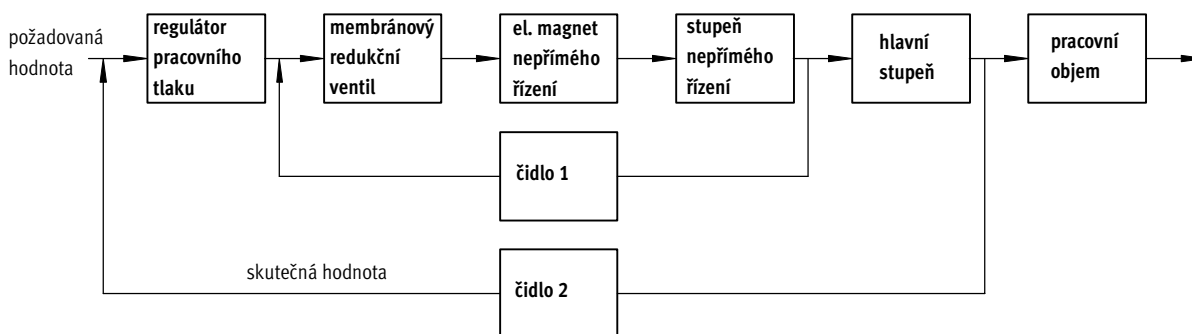 požadovaná
hodnota
regulátor
pracovního
tlaku
membránový
redukční
ventil
el. magnet
nepřímého
řízení
stupeň
nepřímého
řízení
hlavní
stupeň
pracovní
objem
čidlo 1
skutečná hodnota
čidlo 2